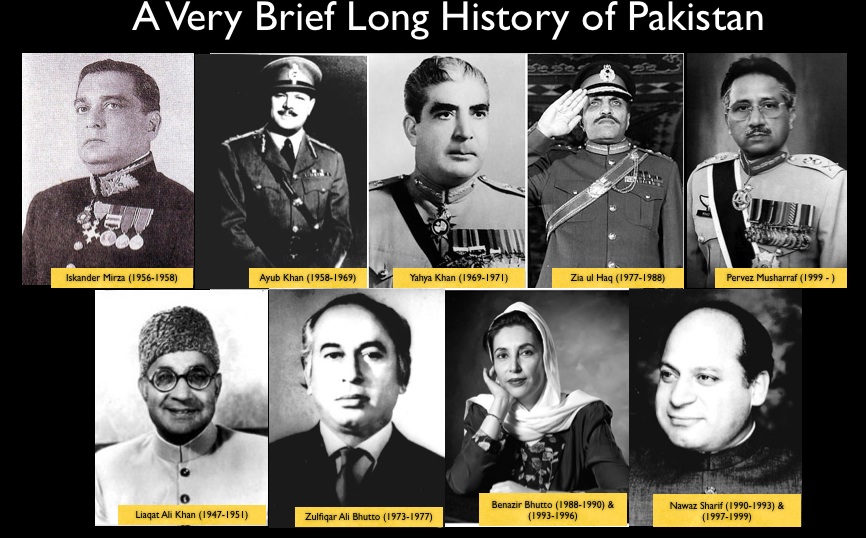 A Very Brief Long History of Pakistan
Iskander Mirza (1956-1958)
Ayub Khan (1958-1969)
Yahya Khan (1969-1971)
Zia ul Haq (1977-1988)
Pervez Musharraf (1999 - )
Liaqat Ali Khan (1947-1951)
Zulfiqar Ali Bhutto (1973-1977)
Benazir Bhutto (1988-1990) &
(1993-1996)
Nawaz Sharif (1990-1993) &
(1997-1999)